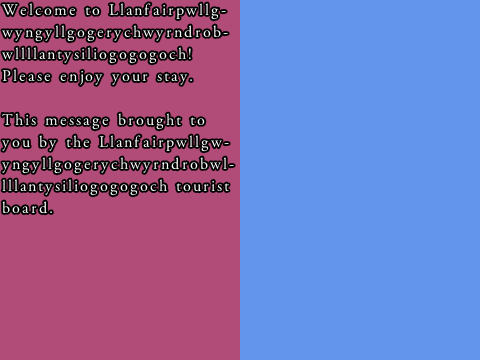 Welcome to Llanfairpwllg-
wyngyllgogerychwyrndrob-
wllllantysiliogogogoch!
Please enjoy your stay.

This message brought to
you by the Llanfairpwllgw-
yngyllgogerychwyrndrobwl-
lllantysiliogogogoch tourist
board.